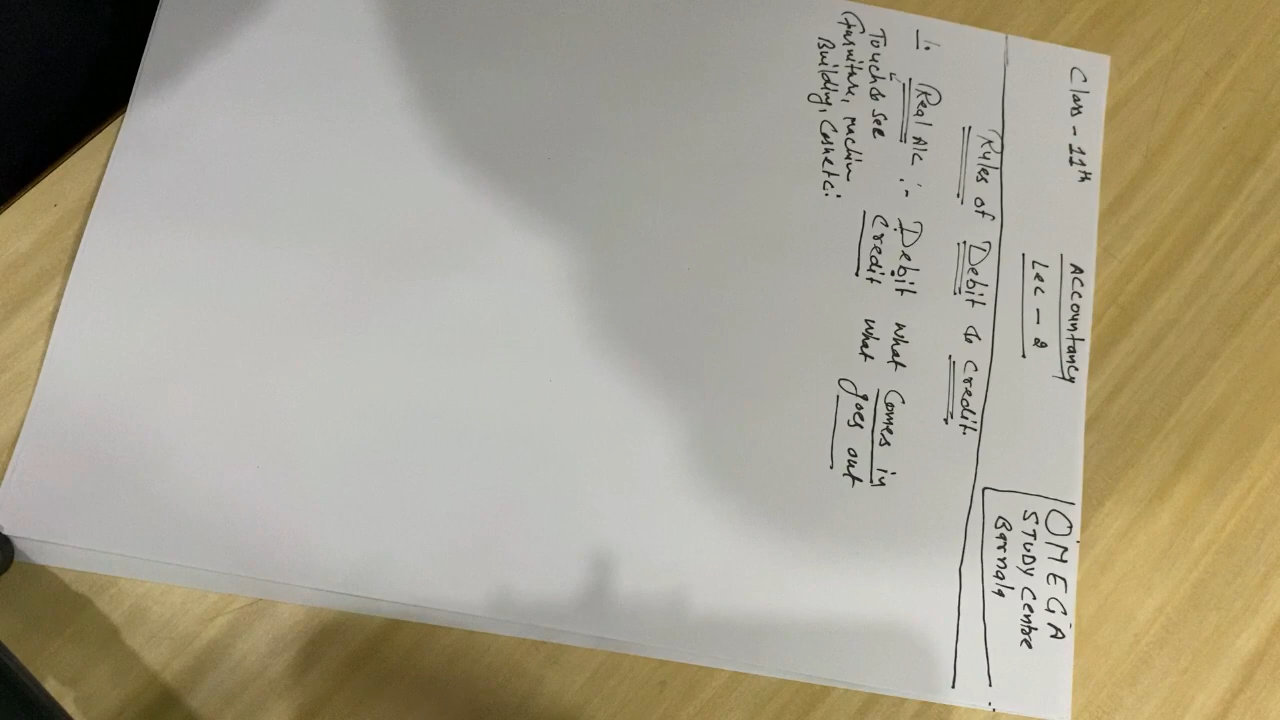 Class - 11th
Accountancy
Lec - 2
OMEGA
STUDY Centre
Barnala
Rules of Debit & Credit.
1. Real A/c :- Debit what Comes in
Touch & see Credit what goes out
Furniture, machine
Building, Cash etc.